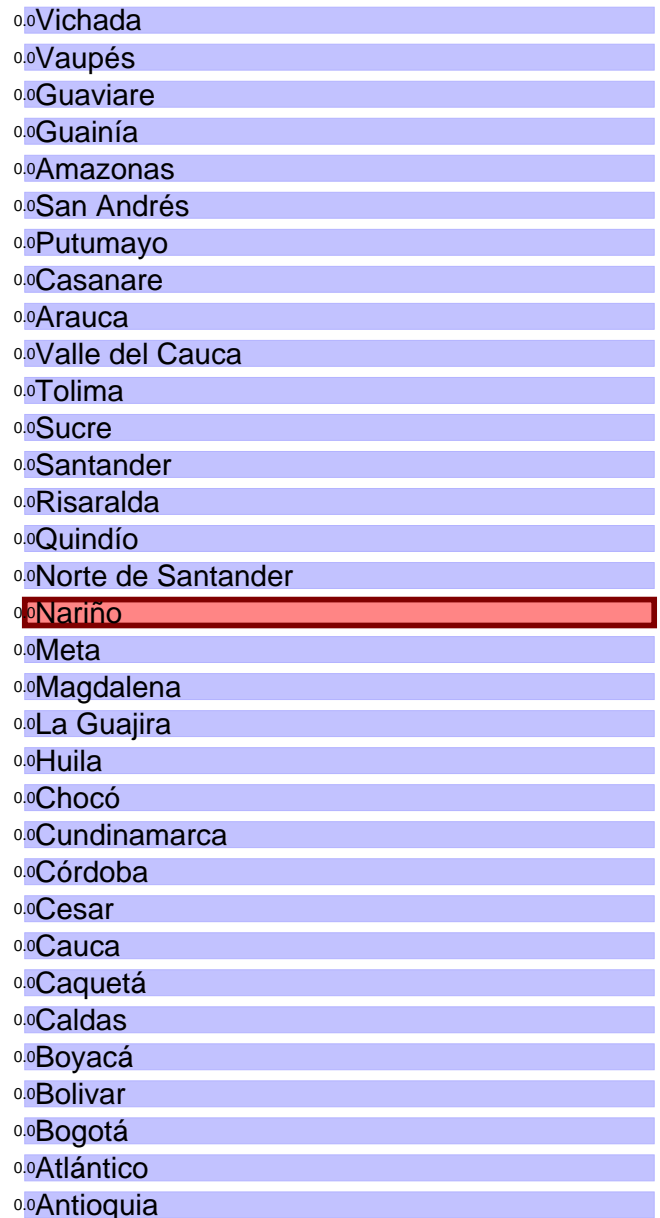 0.0Vichada
0.0Vaupés
0.0Guaviare
0.0Guainía
0.0Amazonas
0.0San Andrés
0.0Putumayo
0.0Casanare
0.0Arauca
0.0Valle del Cauca
0.0Tolima
0.0Sucre
0.0Santander
0.0Risaralda
0.0Quindío
0.0Norte de Santander
0.0Nariño
0.0Meta
0.0Magdalena
0.0La Guajira
0.0Huila
0.0Chocó
0.0Cundinamarca
0.0Córdoba
0.0Cesar
0.0Cauca
0.0Caquetá
0.0Caldas
0.0Boyacá
0.0Bolivar
0.0Bogotá
0.0Atlántico
0.0Antioquia